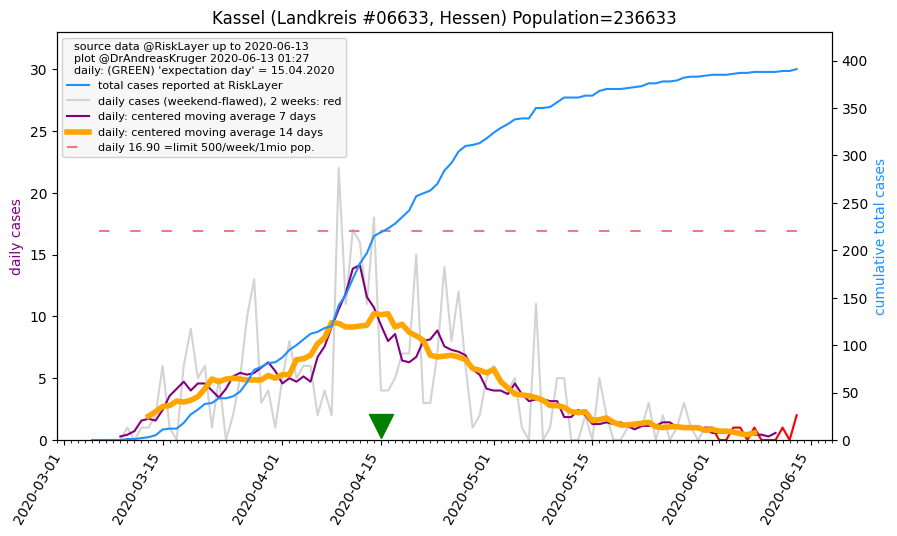 Kassel (Landkreis #06633, Hessen) Population=236633
source data @RiskLayer up to 2020-06-13
plot @DrAndreasKruger 2020-06-13 01:27
daily: (GREEN) 'expectation day' = 15.04.2020
total cases reported at RiskLayer
daily cases (weekend-flawed), 2 weeks: red
daily: centered moving average 7 days
daily: centered moving average 14 days
daily 16.90 =limit 500/week/1mio pop.
daily cases
30
25
20
15
10
5
0
cumulative total cases
400
350
300
250
200
150
100
50
0
2020-03-01
2020-03-15
2020-04-01
2020-04-15
2020-05-01
2020-05-15
2020-06-01
2020-06-15